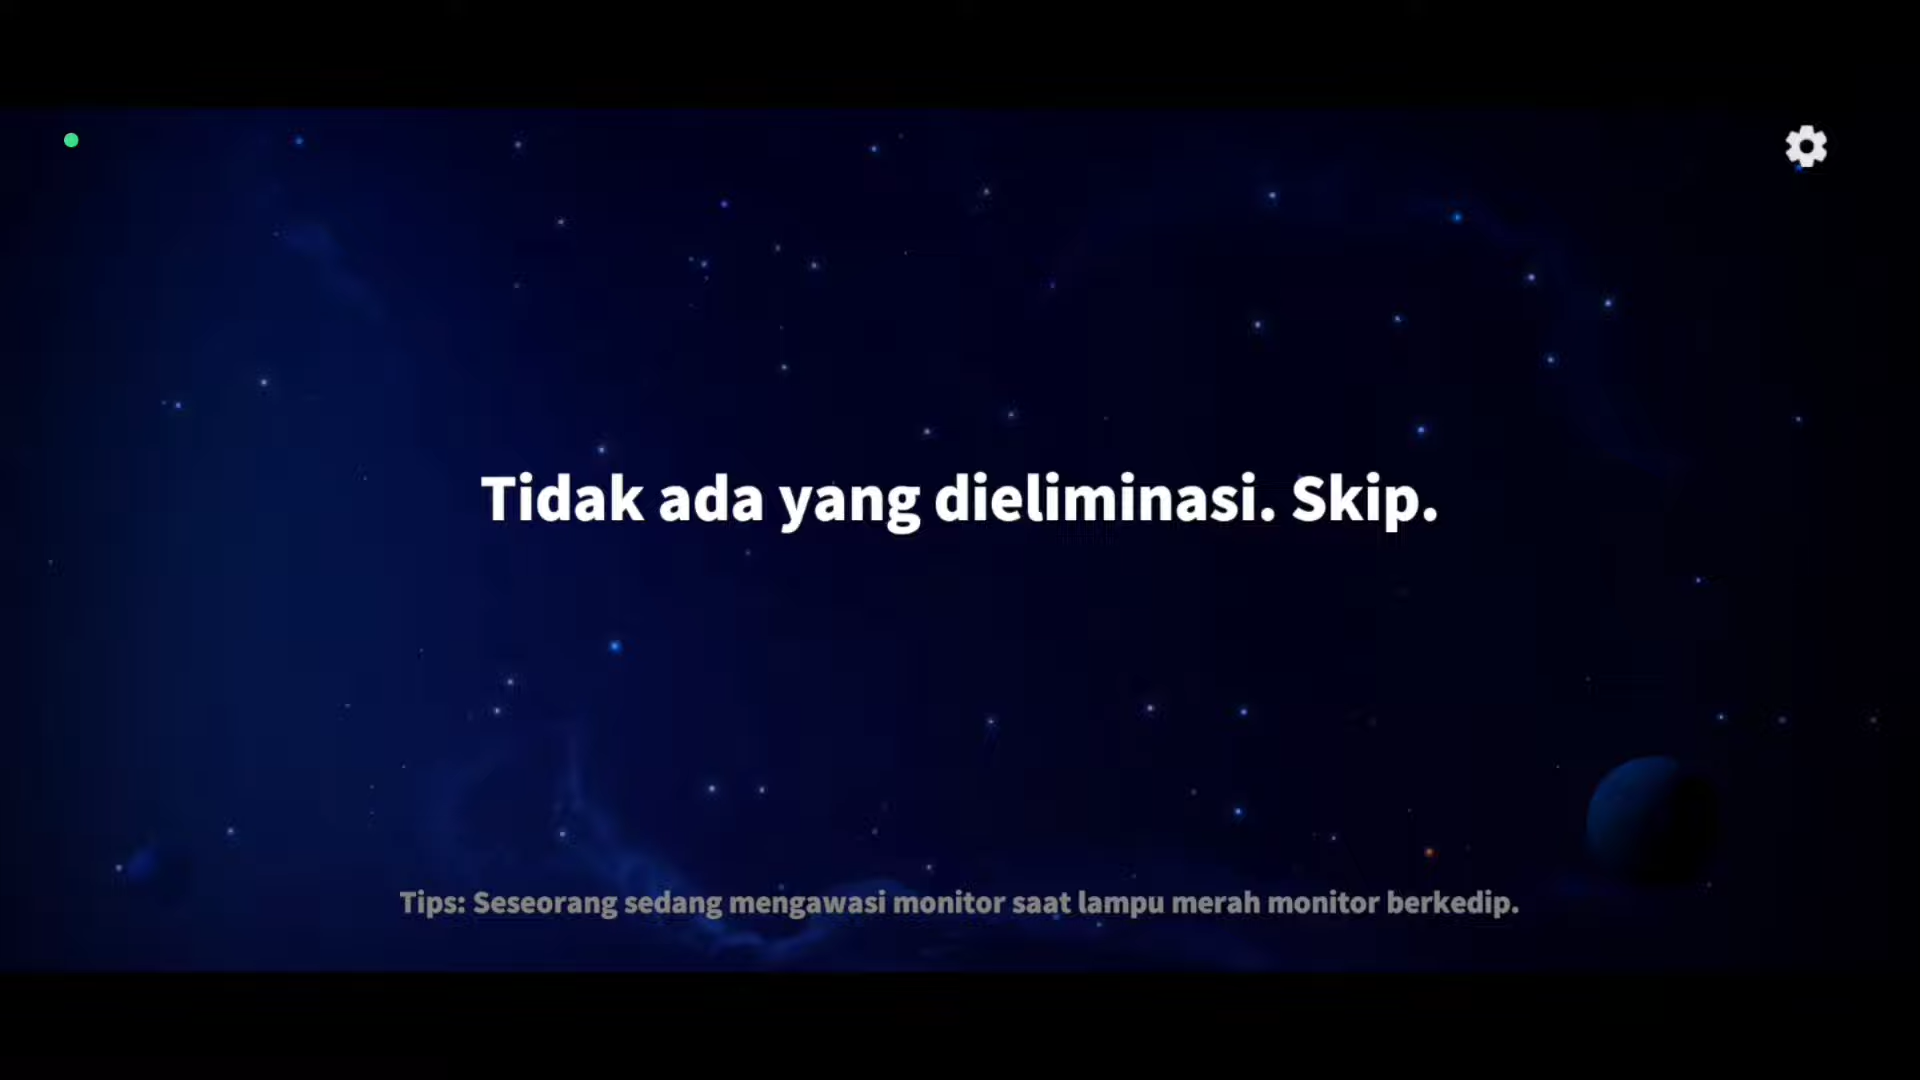 Tidak ada yang dieliminasi. Skip.
Tips: Seseorang sedang mengawasi monitor saat lampu merah monitor berkedip.